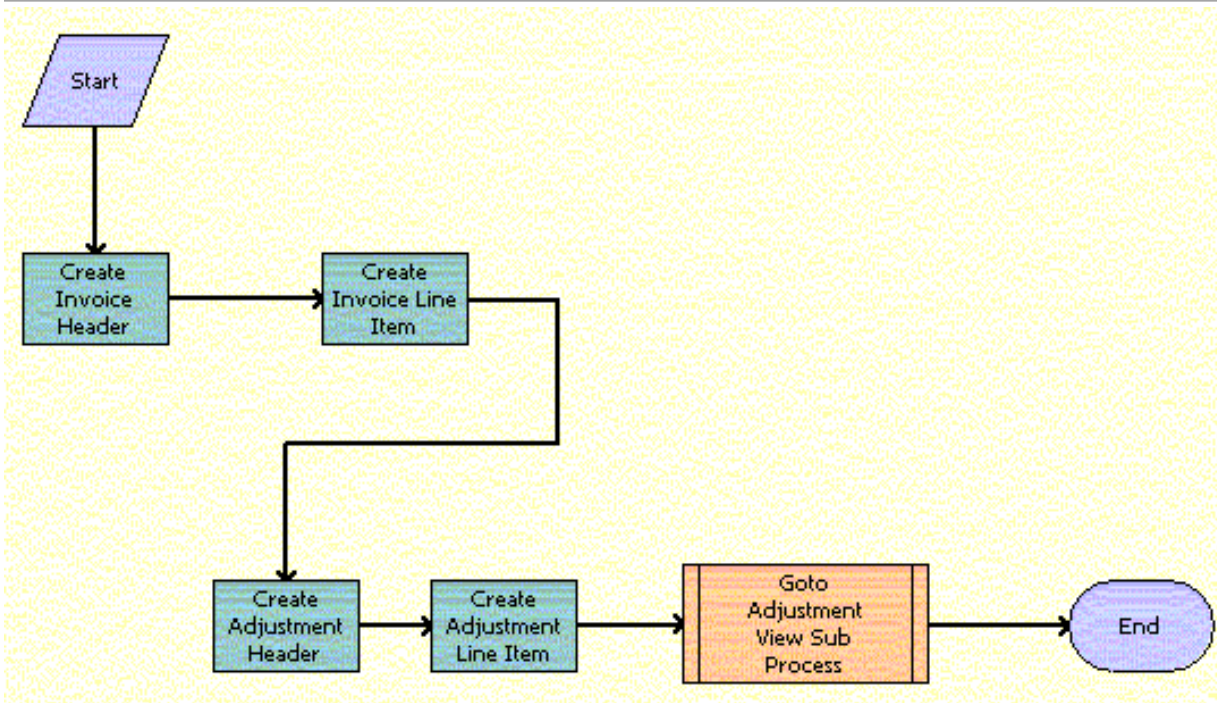 Start
Create
Invoice
Header
Create
Invoice Line
Item
Create
Adjustment
Header
Create
Adjustment
Line Item
Goto
Adjustment
View Sub
Process
End